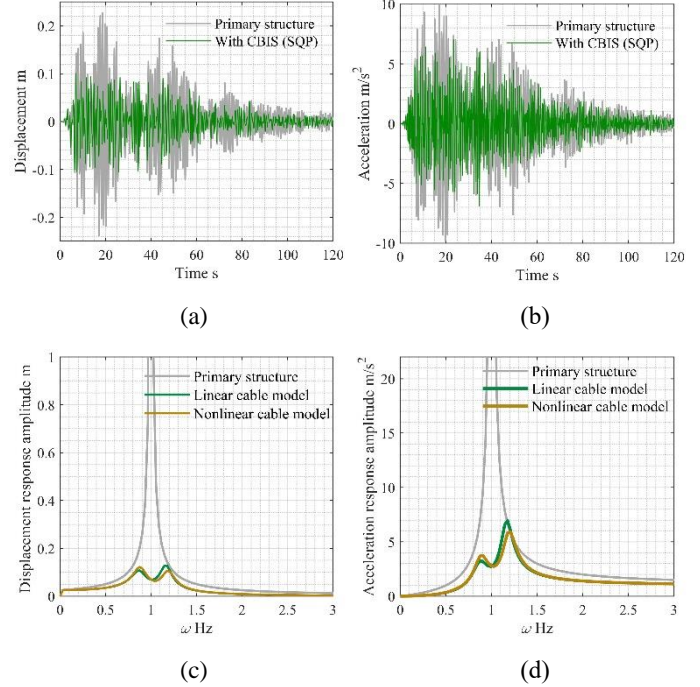 0.2
0.1
0
-0.1
-0.2
Displacement m
Primary structure
With CBIS (SQP)
0 20 40 60 80 100 120
Time s
(a)
10
5
0
-5
-10
Acceleration m/s²
Primary structure
With CBIS (SQP)
0 20 40 60 80 100 120
Time s
(b)
1
0.8
0.6
0.4
0.2
0
Displacement response amplitude m
Primary structure
Linear cable model
Nonlinear cable model
0 0.5 1 1.5 2 2.5 3
ω Hz
(c)
20
15
10
5
0
Acceleration response amplitude m/s²
Primary structure
Linear cable model
Nonlinear cable model
0 0.5 1 1.5 2 2.5 3
ω Hz
(d)